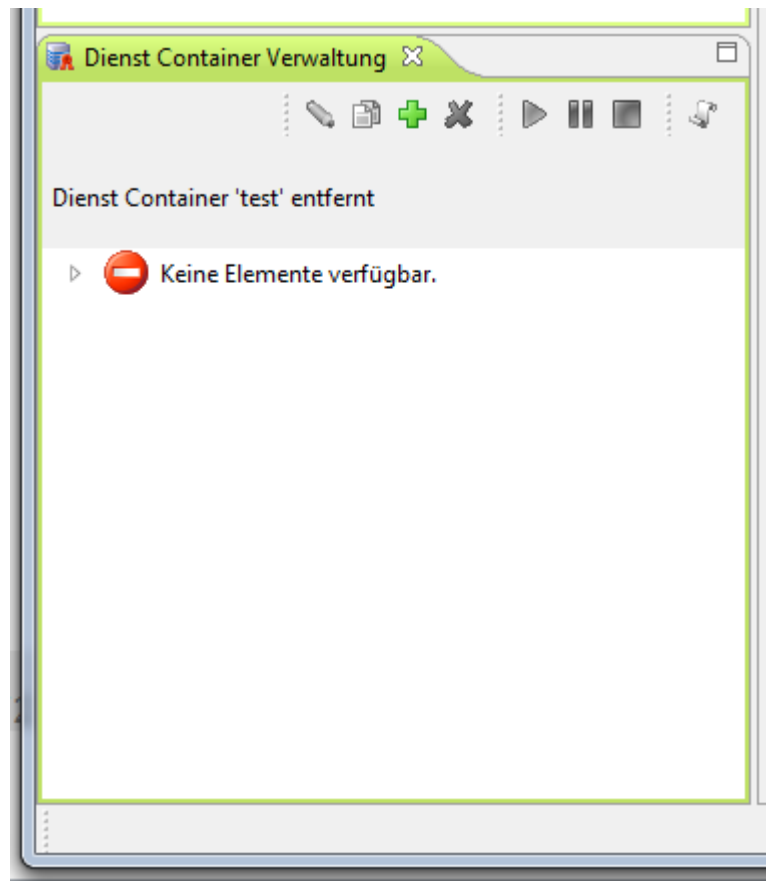 Dienst Container Verwaltung
Dienst Container 'test' entfernt
Keine Elemente verfügbar.